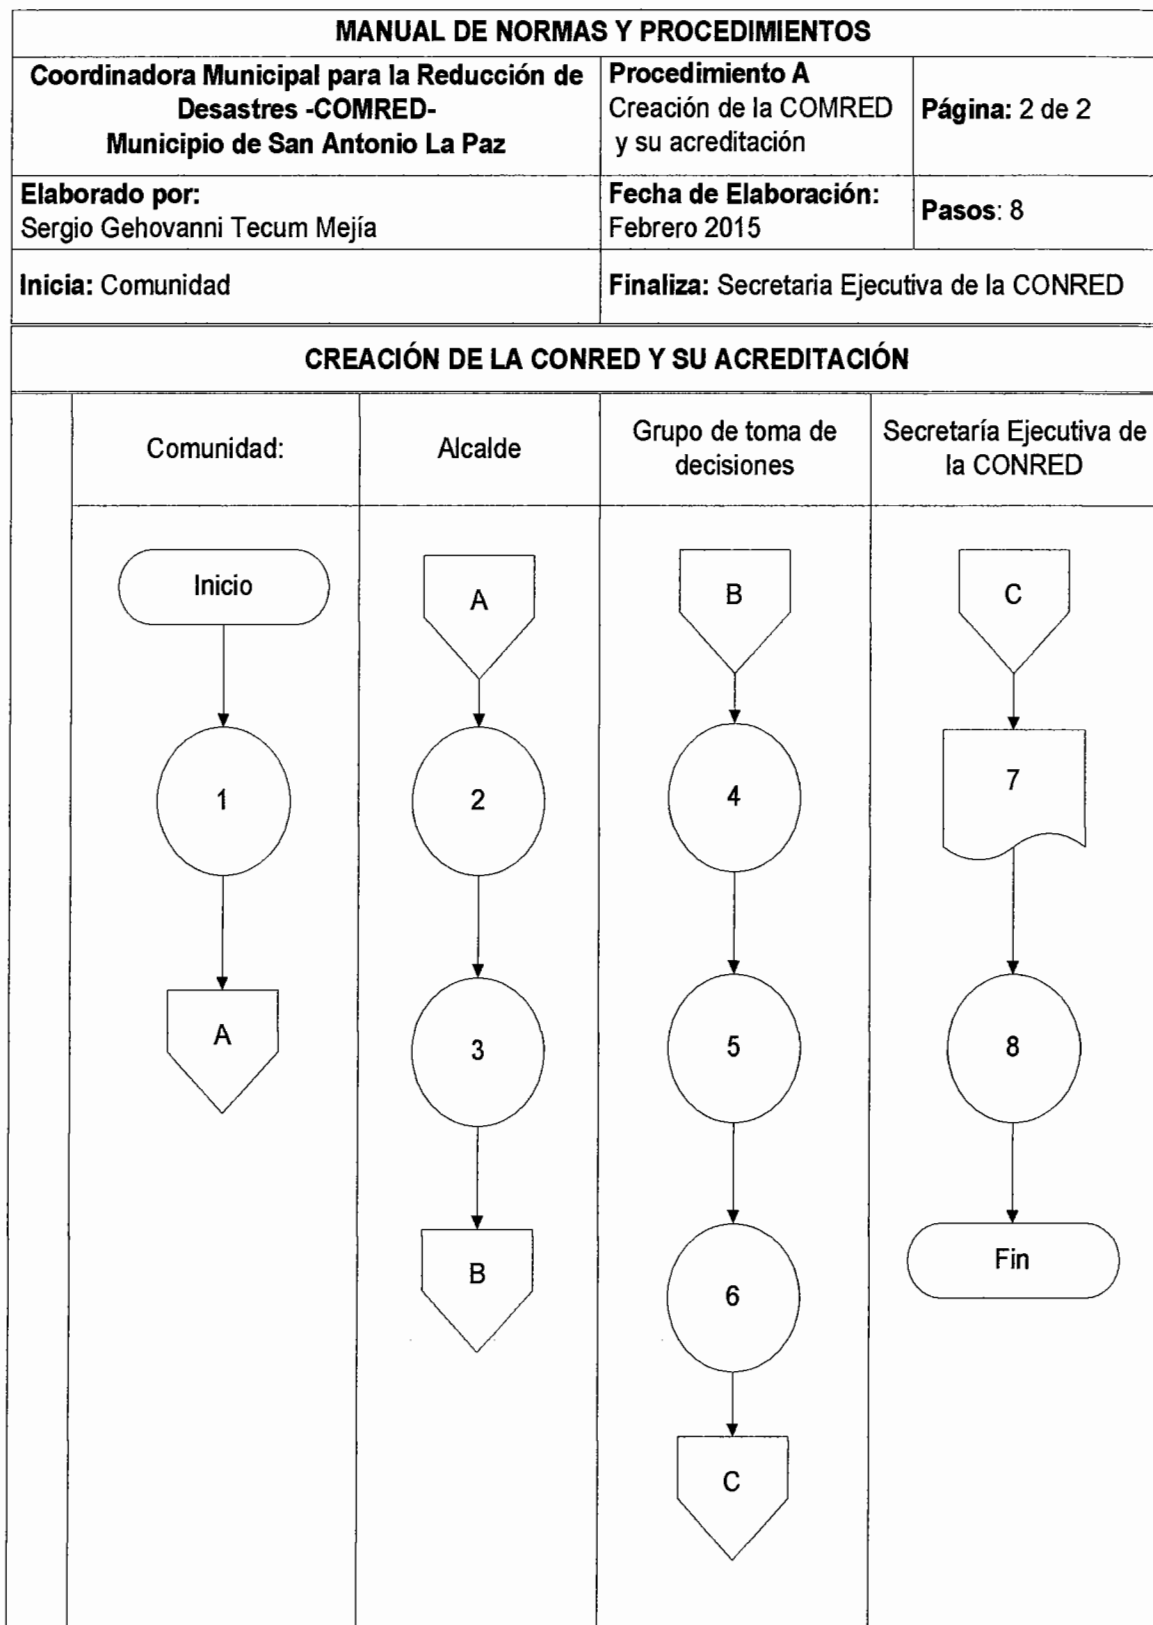 MANUAL DE NORMAS Y PROCEDIMIENTOS
Coordinadora Municipal para la Reducción de
Desastres -COMRED-
Municipio de San Antonio La Paz
Procedimiento A
Creación de la COMRED
y su acreditación
Página: 2 de 2
Elaborado por:
Sergio Gehovanni Tecum Mejía
Fecha de Elaboración:
Febrero 2015
Pasos: 8
Inicia: Comunidad
Finaliza: Secretaria Ejecutiva de la CONRED
CREACIÓN DE LA CONRED Y SU ACREDITACIÓN
Comunidad:
Alcalde
Grupo de toma de
decisiones
Secretaría Ejecutiva de
la CONRED
Inicio
1
A
A
2
3
B
B
4
5
6
C
C
7
8
Fin